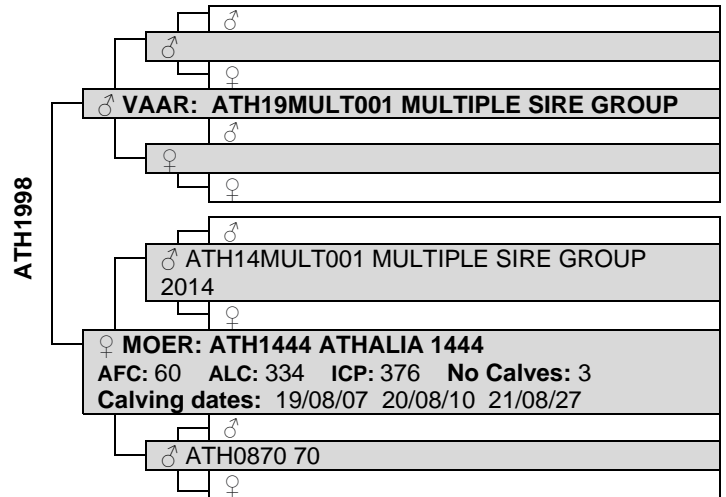 ♂
♂
♀
♂ VAAR: ATH19MULT001 MULTIPLE SIRE GROUP
♂
♀
♀
ATH1998
♂
♂ ATH14MULT001 MULTIPLE SIRE GROUP
2014
♀
♀ MOER: ATH1444 ATHALIA 1444
AFC: 60 ALC: 334 ICP: 376 No Calves: 3
Calving dates: 19/08/07 20/08/10 21/08/27
♂
♂ ATH0870 70
♀